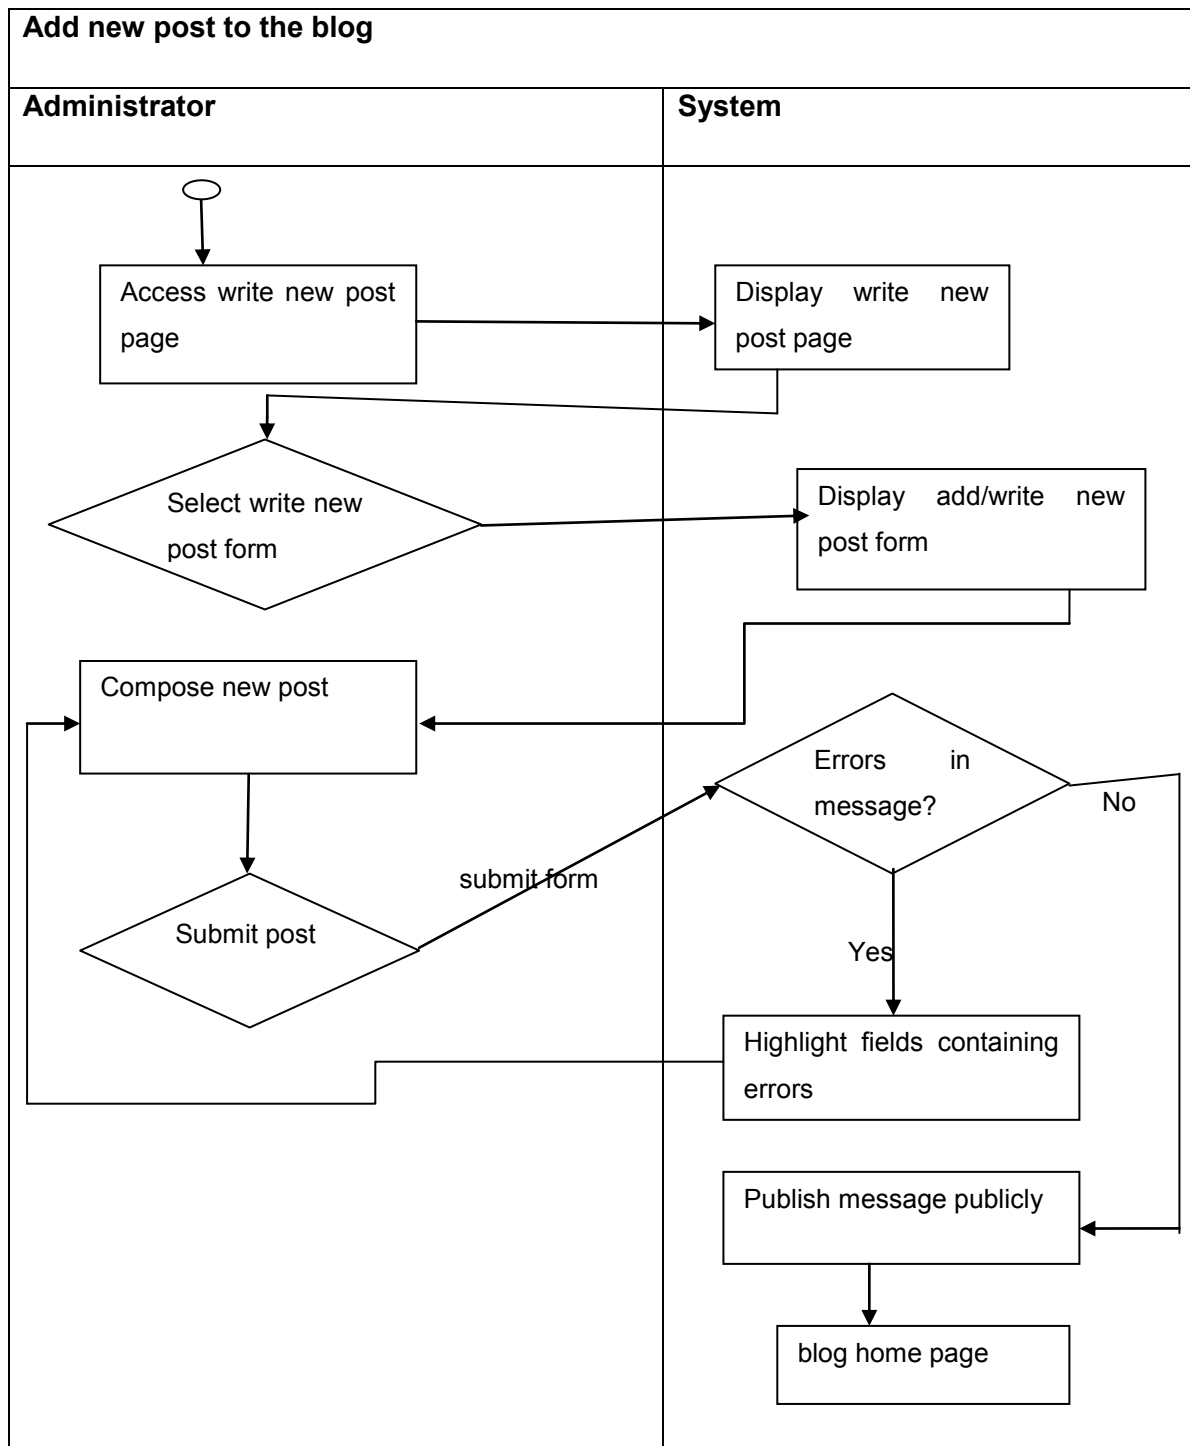 Add new post to the blog
Administrator
System
Access write new post
page
Display write new
post page
Select write new
post form
Display add/write new
post form
Compose new post
Errors in
message?
No
submit form
Submit post
Yes
Highlight fields containing
errors
Publish message publicly
blog home page